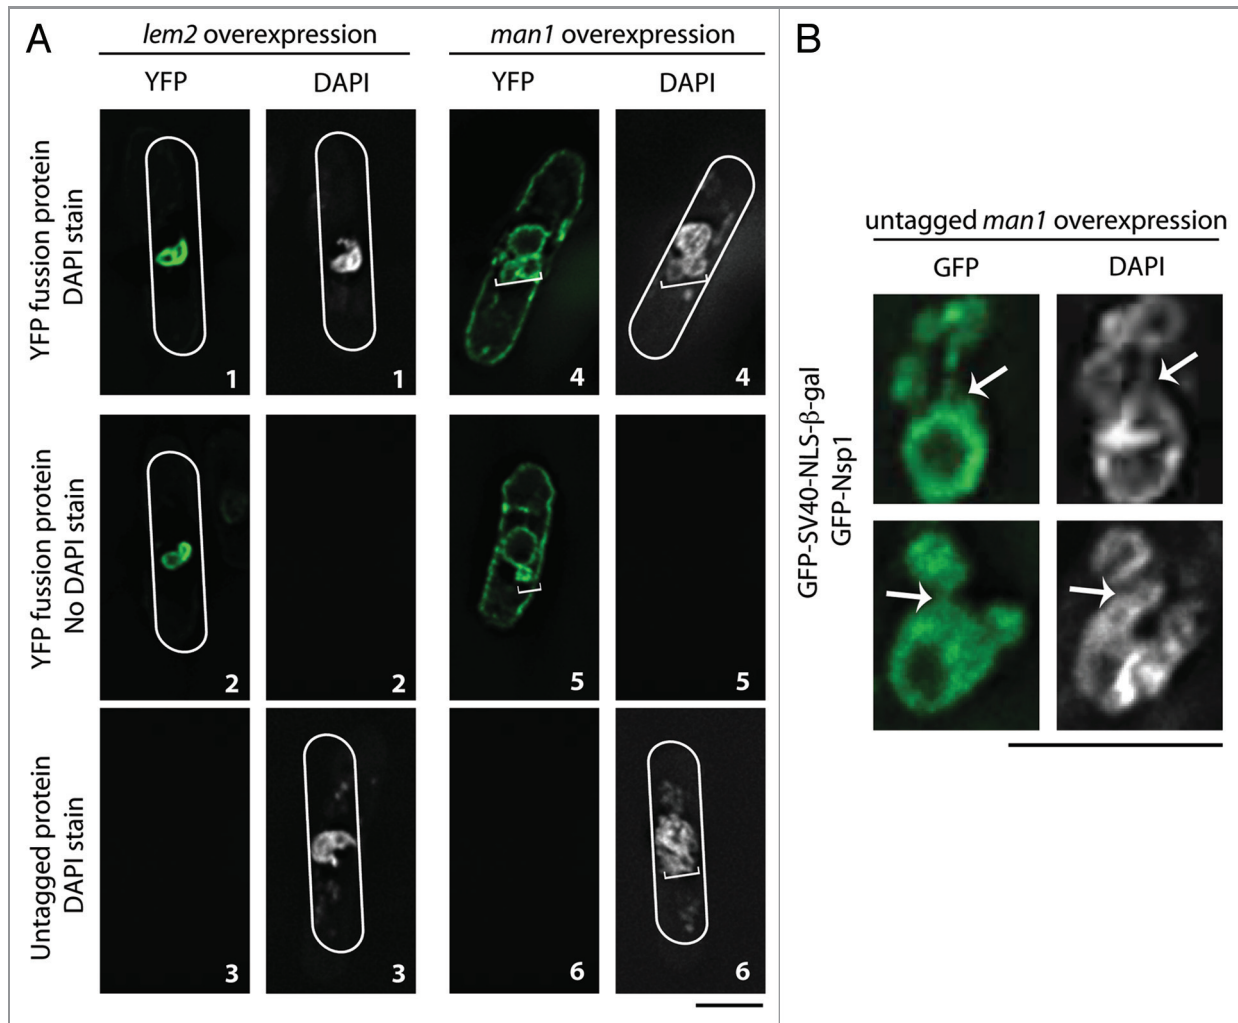 A
lem2 overexpression
man1 overexpression
YFP
DAPI
YFP
DAPI
YFP fusion protein
DAPI stain
1
1
4
4
YFP fusion protein
No DAPI stain
2
2
5
5
Untagged protein
DAPI stain
3
3
6
6
B
untagged man1 overexpression
GFP
DAPI
GFP-SV40-NLS-β-gal
GFP-Nsp1